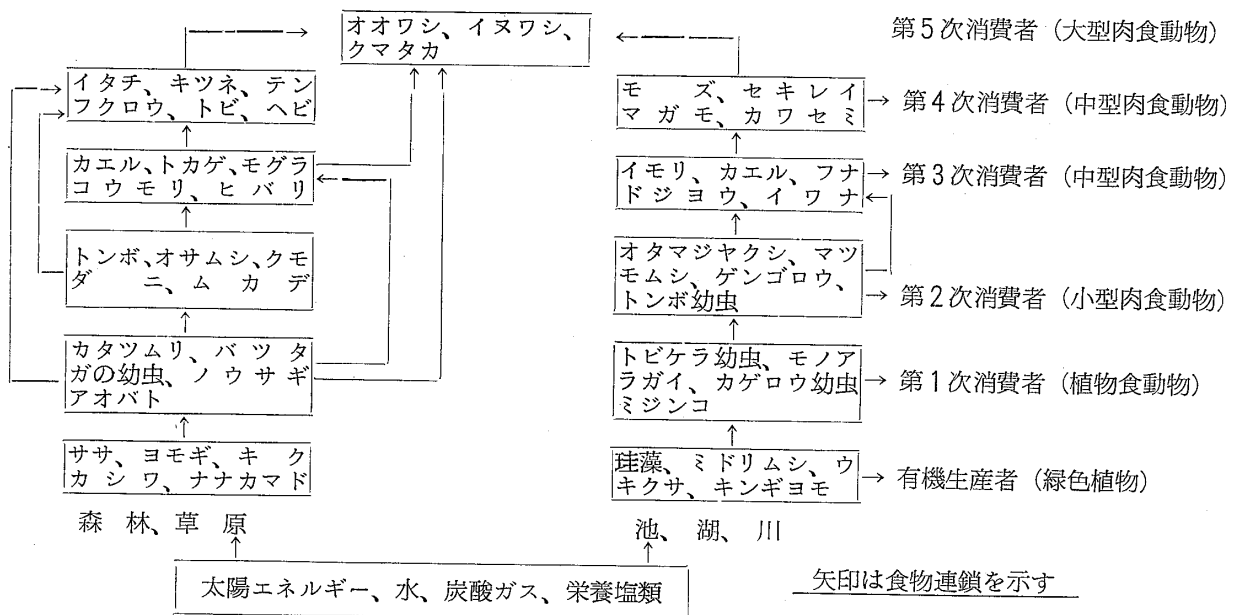 オオワシ、イヌワシ、
クマタカ
第5次消費者（大型肉食動物）
イタチ、キツネ、テン
フクロウ、トビ、ヘビ
モズ、セキレイ
マガモ、カワセミ
第4次消費者（中型肉食動物）
カエル、トカゲ、モグラ
コウモリ、ヒバリ
イモリ、カエル、フナ
ドジヨウ、イワナ
第3次消費者（中型肉食動物）
トンボ、オサムシ、クモ
ダニ、ムカデ
オタマジヤクシ、マツ
モムシ、ゲンゴロウ、
トンボ幼虫
第2次消費者（小型肉食動物）
カタツムリ、バツタ
ガの幼虫、ノウサギ
アオバト
トビケラ幼虫、モノア
ラガイ、カゲロウ幼虫
ミジンコ
第1次消費者（植物食動物）
ササ、ヨモギ、キク
カシワ、ナナカマド
珪藻、ミドリムシ、ウ
キクサ、キンギヨモ
有機生産者（緑色植物）
森林、草原
池、湖、川
太陽エネルギー、水、炭酸ガス、栄養塩類
矢印は食物連鎖を示す